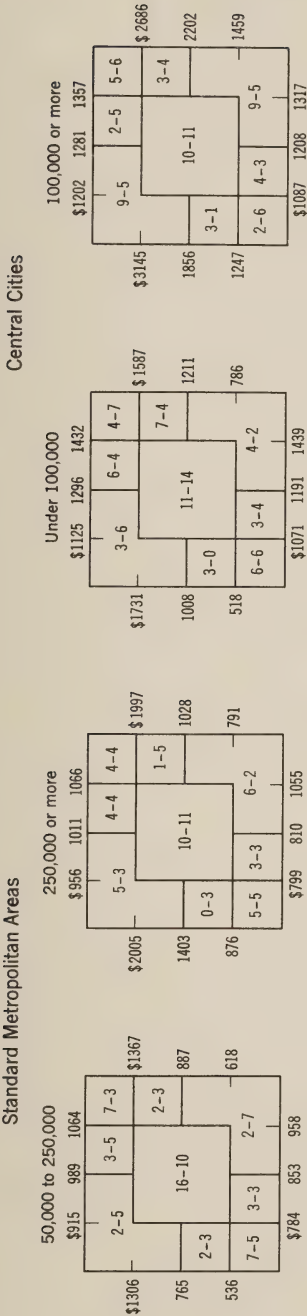 Standard Metropolitan Areas
Central Cities
50,000 to 250,000
$915 989 1064
2-5 3-5 7-3
$1306 $1367
16-10 2-3
765 887
2-3
536 618
7-5 3-3 2-7
$784 853 958
250,000 or more
$956 1011 1066
5-3 4-4 4-4
$2005 $1997
10-11 1-5
1403 1028
0-3
876 791
5-5 3-3 6-2
$799 810 1055
Under 100,000
$1125 1296 1432
3-6 6-4 4-7
$1731 $1587
11-14 7-4
1008 1211
3-0
518 786
6-6 3-4 4-2
$1071 1191 1439
100,000 or more
$1202 1281 1357
9-5 2-5 5-6
$3145 $2686
10-11 3-4
1856 2202
3-1
1247 1459
2-6 4-3 9-5
$1087 1208 1317